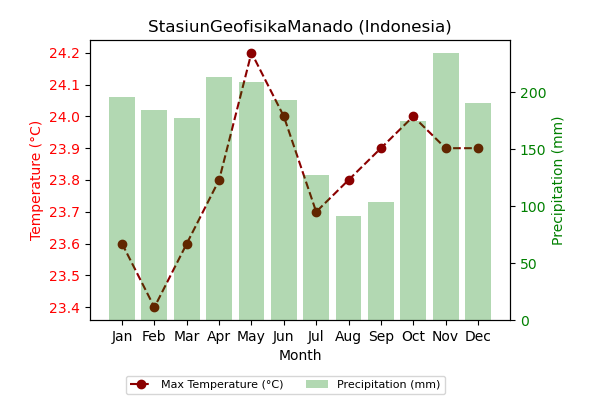 StasiunGeofisikaManado (Indonesia)
Temperature (°C)
24.2
24.1
24.0
23.9
23.8
23.7
23.6
23.5
23.4
200
150
100
50
0
Precipitation (mm)
Jan Feb Mar Apr May Jun Jul Aug Sep Oct Nov Dec
Month
Max Temperature (°C) Precipitation (mm)